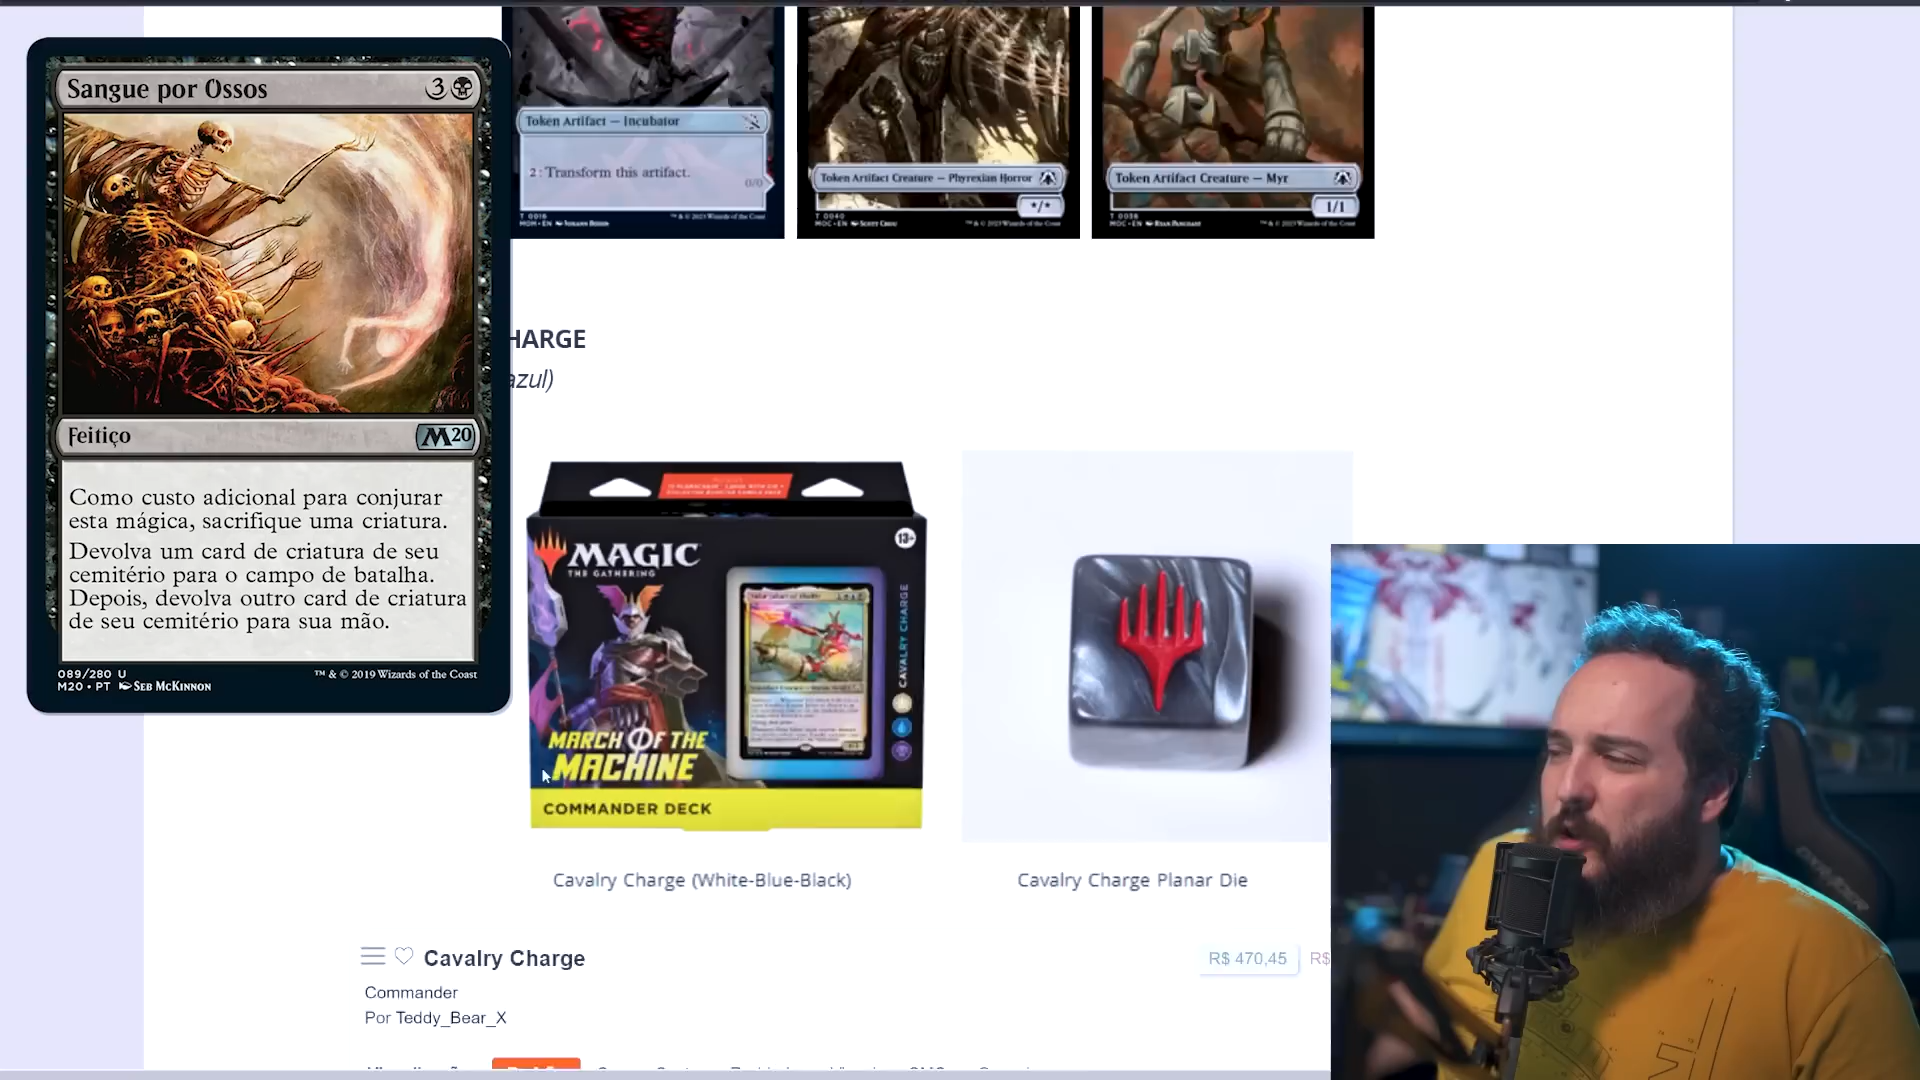 Sangue por Ossos 3
Feitiço
M20
Como custo adicional para conjurar
esta mágica, sacrifique uma criatura.
Devolva um card de criatura de seu
cemitério para o campo de batalha.
Depois, devolva outro card de criatura
de seu cemitério para sua mão.
089/280 U
M20 • PT SEB MCKINNON
™ & © 2019 Wizards of the Coast
Token Artifact – Incubator
2: Transform this artifact.
0/0
T 0016
Token Artifact Creature – Phyrexian Horror
*/*
T 0040
Token Artifact Creature – Myr
1/1
HARGE
azul)
13+
MAGIC
THE GATHERING
CAVALRY CHARGE
MARCH OF THE
MACHINE
COMMANDER DECK
Cavalry Charge (White-Blue-Black)
Cavalry Charge Planar Die
Cavalry Charge
R$ 470,45
R$
Commander
Por Teddy_Bear_X